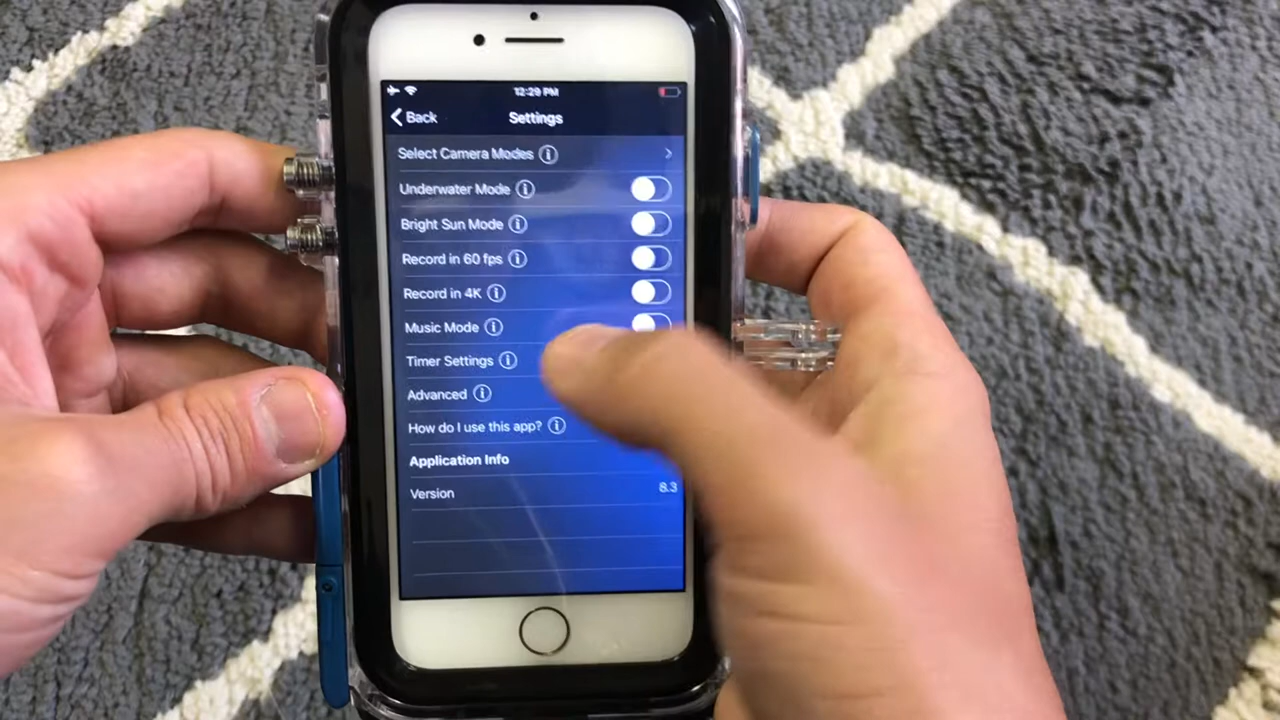 12:29 PM
Back
Settings
Select Camera Modes
Underwater Mode
Bright Sun Mode
Record in 60 fps
Record in 4K
Music Mode
Timer Settings
Advanced
How do I use this app?
Application Info
Version 8.3